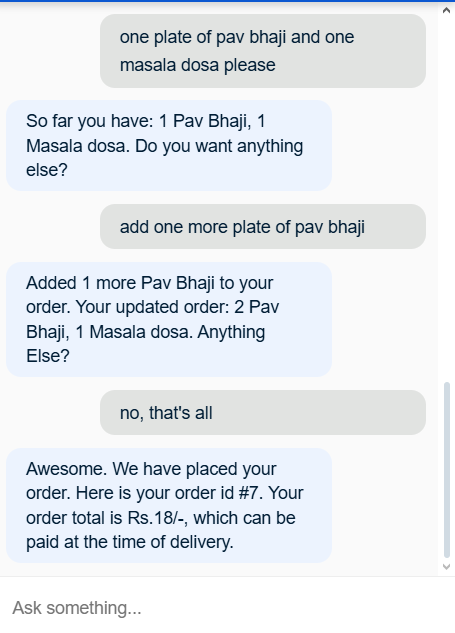 one plate of pav bhaji and one
masala dosa please
So far you have: 1 Pav Bhaji, 1
Masala dosa. Do you want anything
else?
add one more plate of pav bhaji
Added 1 more Pav Bhaji to your
order. Your updated order: 2 Pav
Bhaji, 1 Masala dosa. Anything
Else?
no, that's all
Awesome. We have placed your
order. Here is your order id #7. Your
order total is Rs.18/-, which can be
paid at the time of delivery.
Ask something...